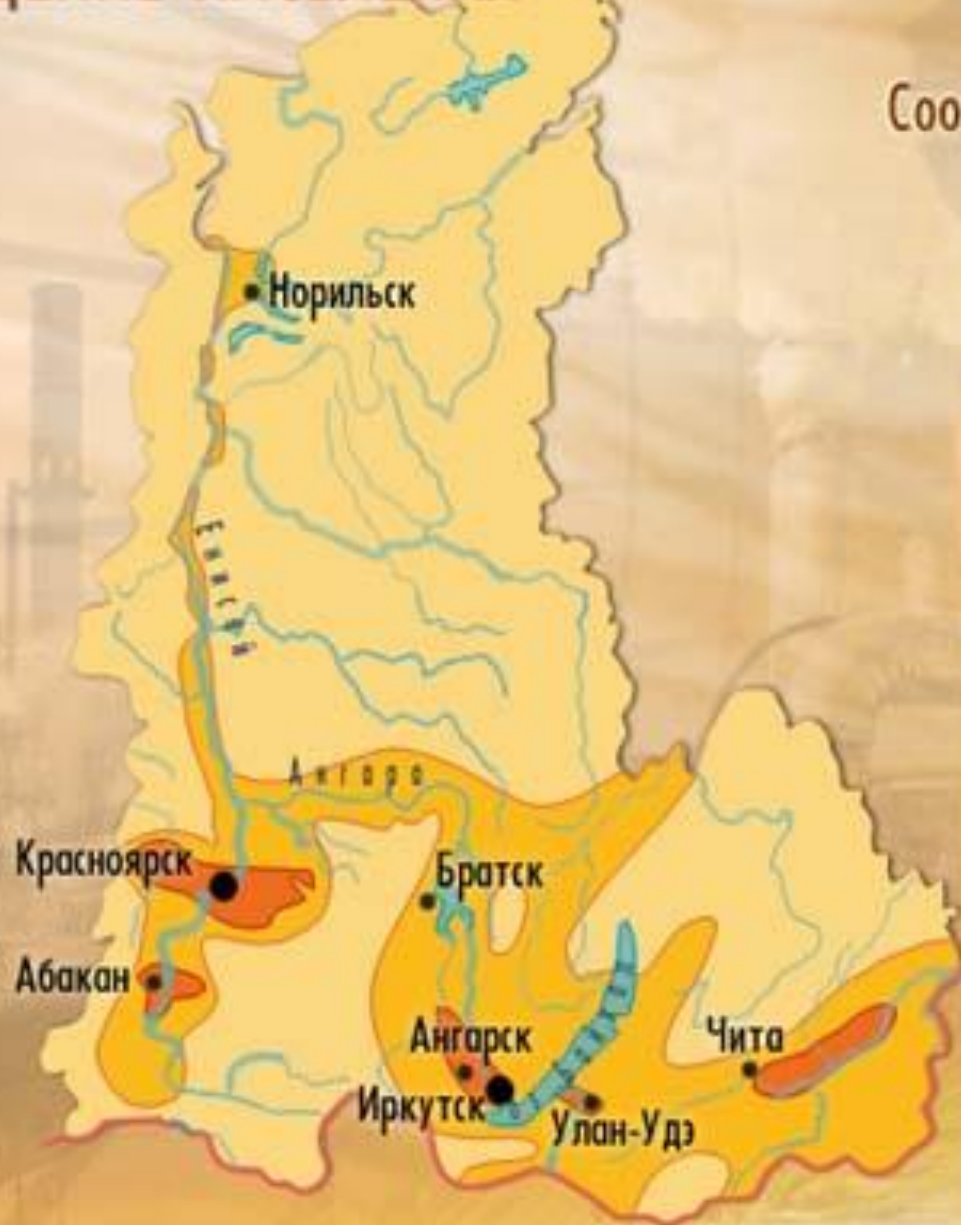 Соо
Норильск
Енисей
Ангара
Красноярск
Братск
Абакан
Ангарск
Чита
Иркутск
Улан-Удэ